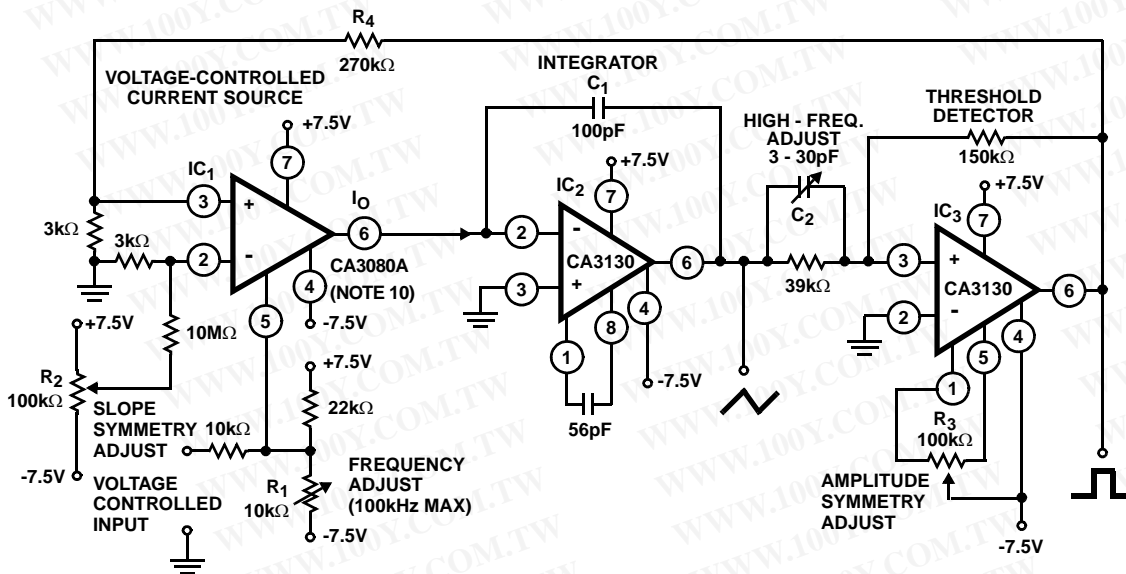 R4
270kΩ
VOLTAGE-CONTROLLED
CURRENT SOURCE
+7.5V
7
IC1
3
+
3kΩ
3kΩ
2
-
IO
6
CA3080A
(NOTE 10)
4
-7.5V
5
10MΩ
+7.5V
R2
100kΩ
SLOPE
SYMMETRY
ADJUST
-7.5V
10kΩ
VOLTAGE
CONTROLLED
INPUT
+7.5V
22kΩ
R1
10kΩ
FREQUENCY
ADJUST
(100kHz MAX)
-7.5V
INTEGRATOR
C1
100pF
IC2
+7.5V
7
2
-
CA3130
3
+
6
4
-7.5V
8
1
56pF
HIGH - FREQ.
ADJUST
3 - 30pF
C2
39kΩ
THRESHOLD
DETECTOR
150kΩ
+7.5V
IC3
7
3
+
CA3130
2
-
6
4
5
1
R3
100kΩ
AMPLITUDE
SYMMETRY
ADJUST
-7.5V
WWW.100Y.COM.TW